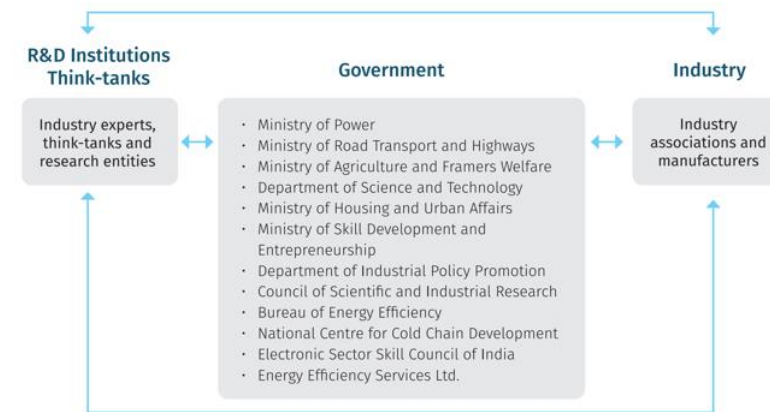 R&D Institutions
Think-tanks
Industry experts,
think-tanks and
research entities
Government
· Ministry of Power
· Ministry of Road Transport and Highways
· Ministry of Agriculture and Framers Welfare
· Department of Science and Technology
· Ministry of Housing and Urban Affairs
· Ministry of Skill Development and
Entrepreneurship
· Department of Industrial Policy Promotion
· Council of Scientific and Industrial Research
· Bureau of Energy Efficiency
· National Centre for Cold Chain Development
· Electronic Sector Skill Council of India
· Energy Efficiency Services Ltd.
Industry
Industry
associations and
manufacturers